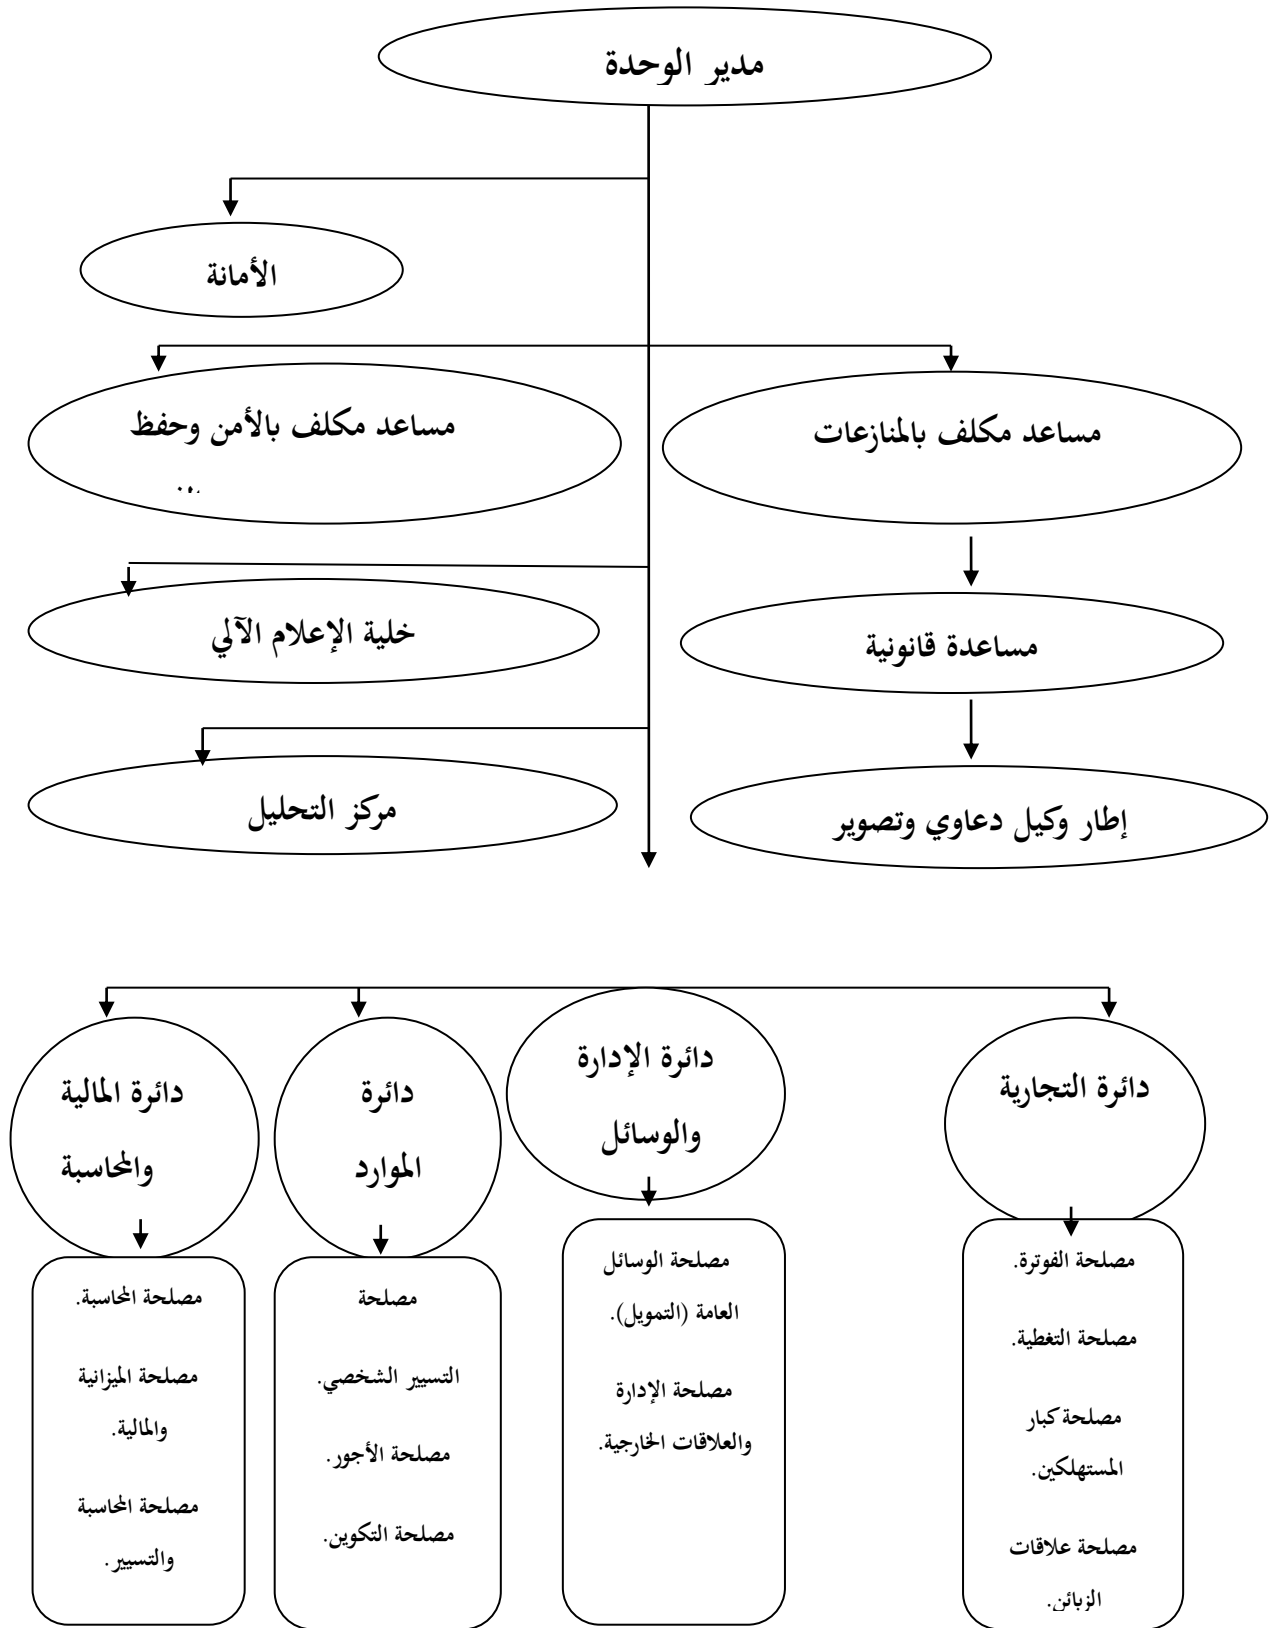 مدير الوحدة
الأمانة
مساعد مكلف بالمنازعات
مساعد مكلف بالأمن وحفظ
مساعدة قانونية
خلية الإعلام الآلي
إطار وكيل دعاوي وتصوير
مركز التحليل
دائرة التجارية
دائرة الإدارة
والوسائل
دائرة
الموارد
دائرة المالية
والمحاسبة
مصلحة الفوترة.
مصلحة التغطية.
مصلحة كبار
المستهلكين.
مصلحة علاقات
الزبائن.
مصلحة الوسائل
العامة (التمويل).
مصلحة الإدارة
والعلاقات الخارجية.
مصلحة
التسيير الشخصي.
مصلحة الأجور.
مصلحة التكوين.
مصلحة المحاسبة.
مصلحة الميزانية
والمالية.
مصلحة المحاسبة
والتسيير.